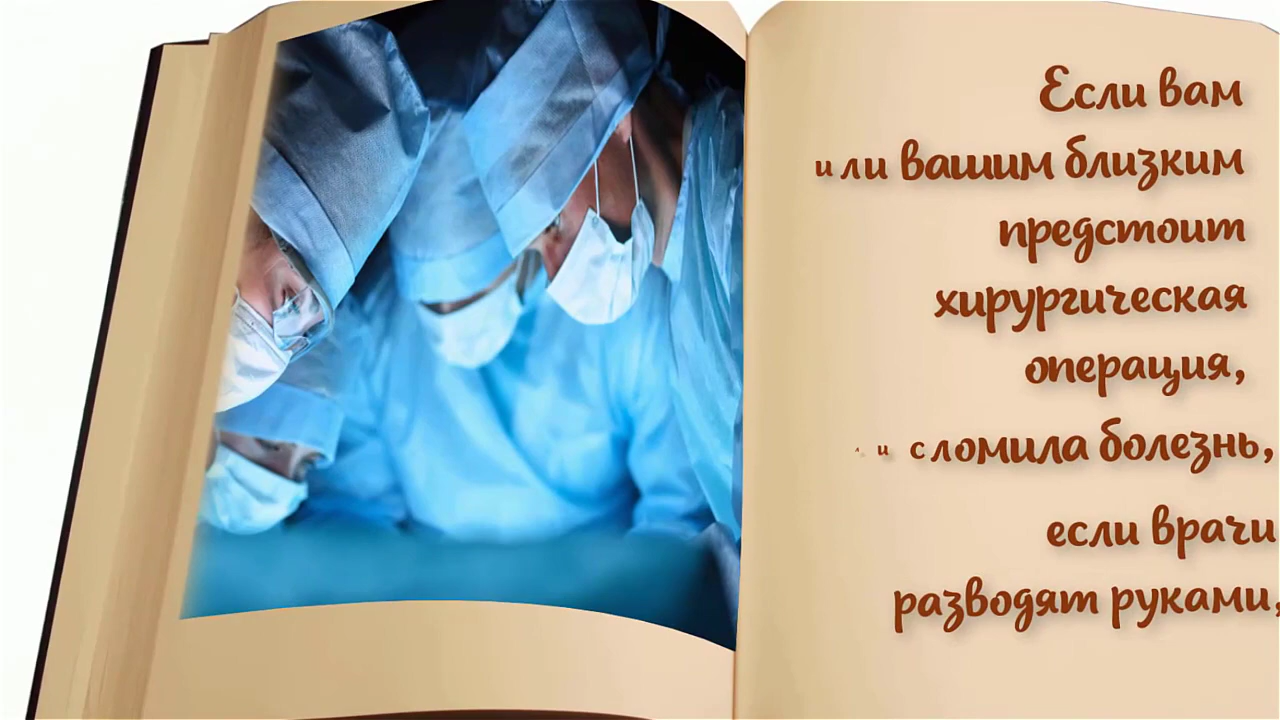 Если вам
или вашим близким
предстоит
хирургическая
операция,
и сломила болезнь,
если врачи
разводят руками,